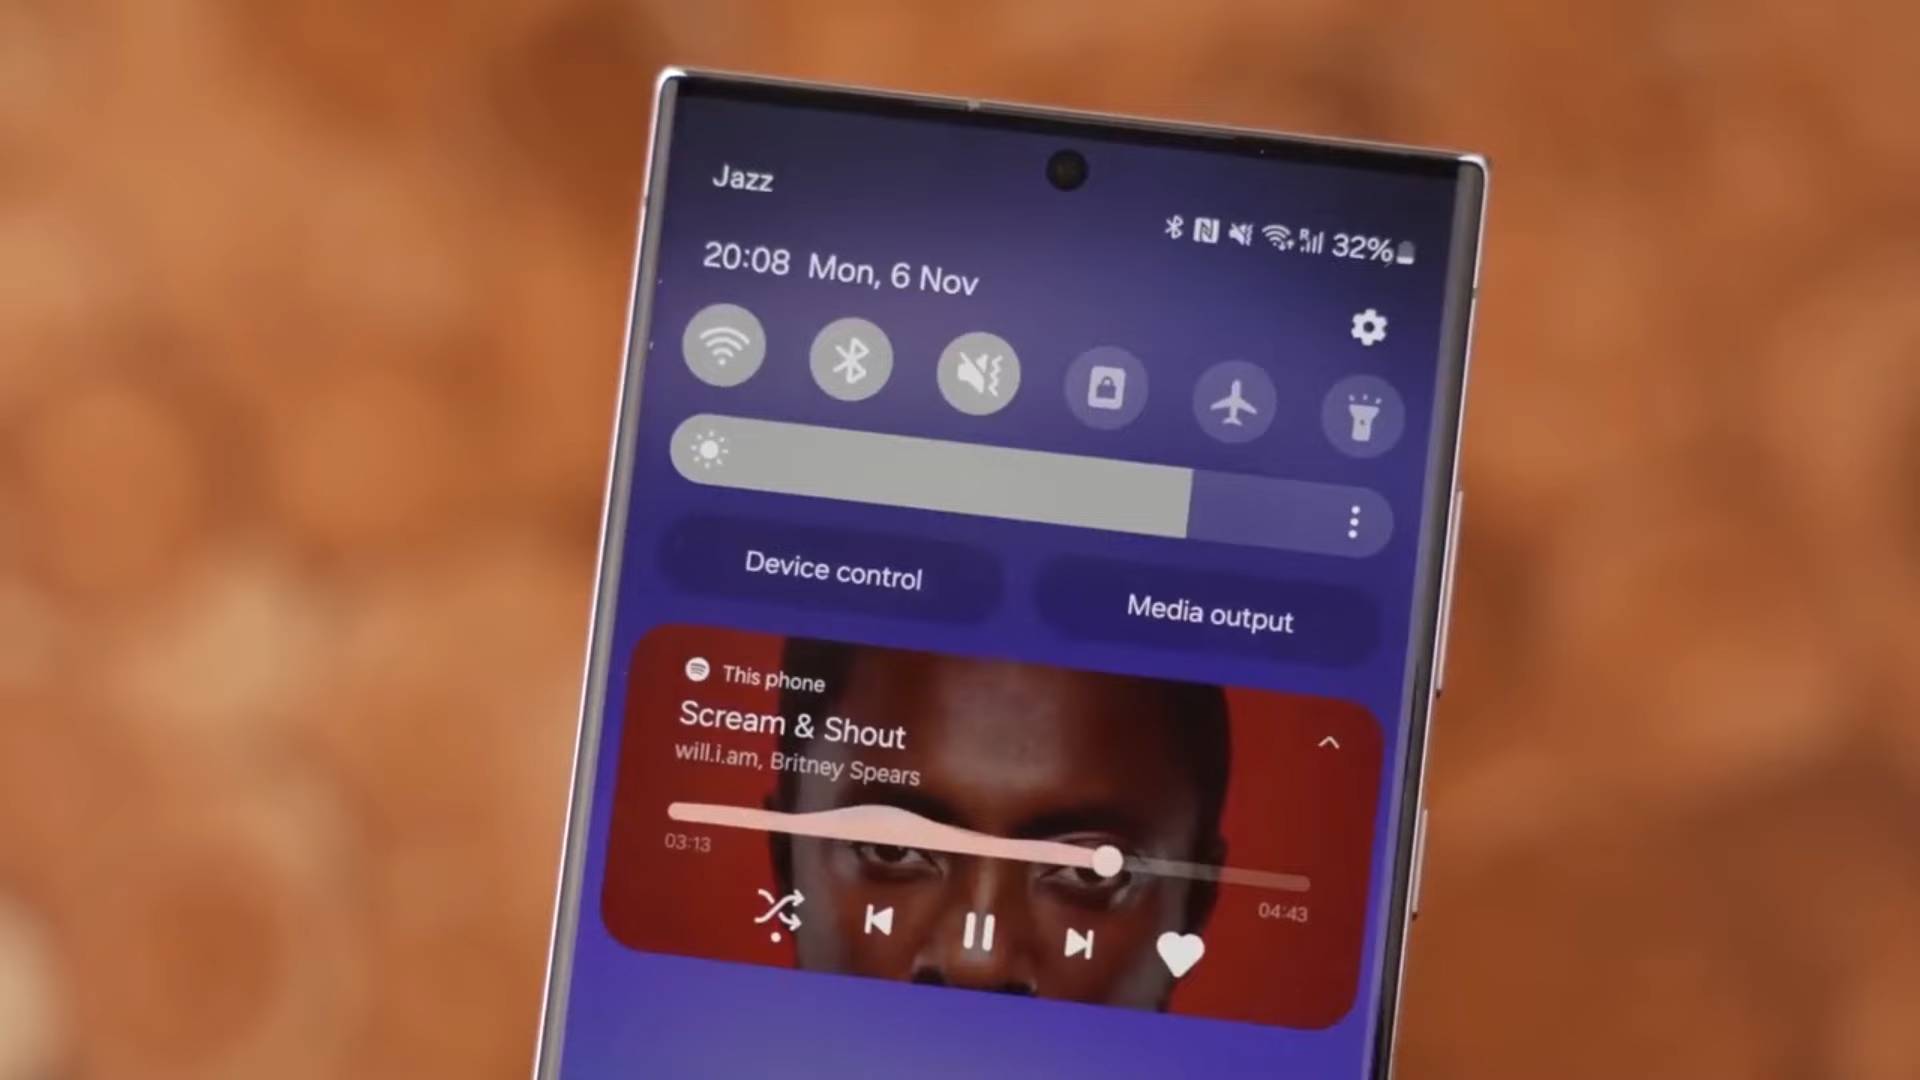 Jazz
R 32%
20:08 Mon, 6 Nov
Device control
Media output
This phone
Scream & Shout
will.i.am, Britney Spears
03:13
04:43